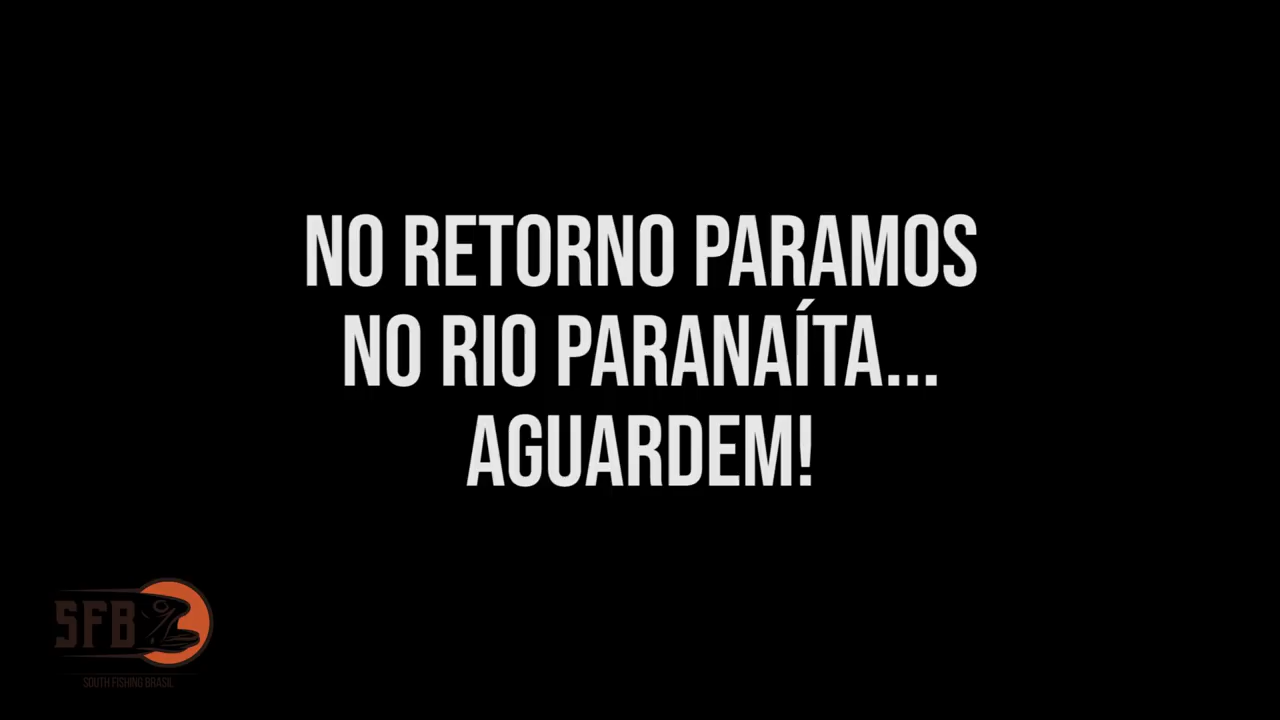 NO RETORNO PARAMOS
NO RIO PARANAÍTA...
AGUARDEM!
SFB
SOUTH FISHING BRASIL